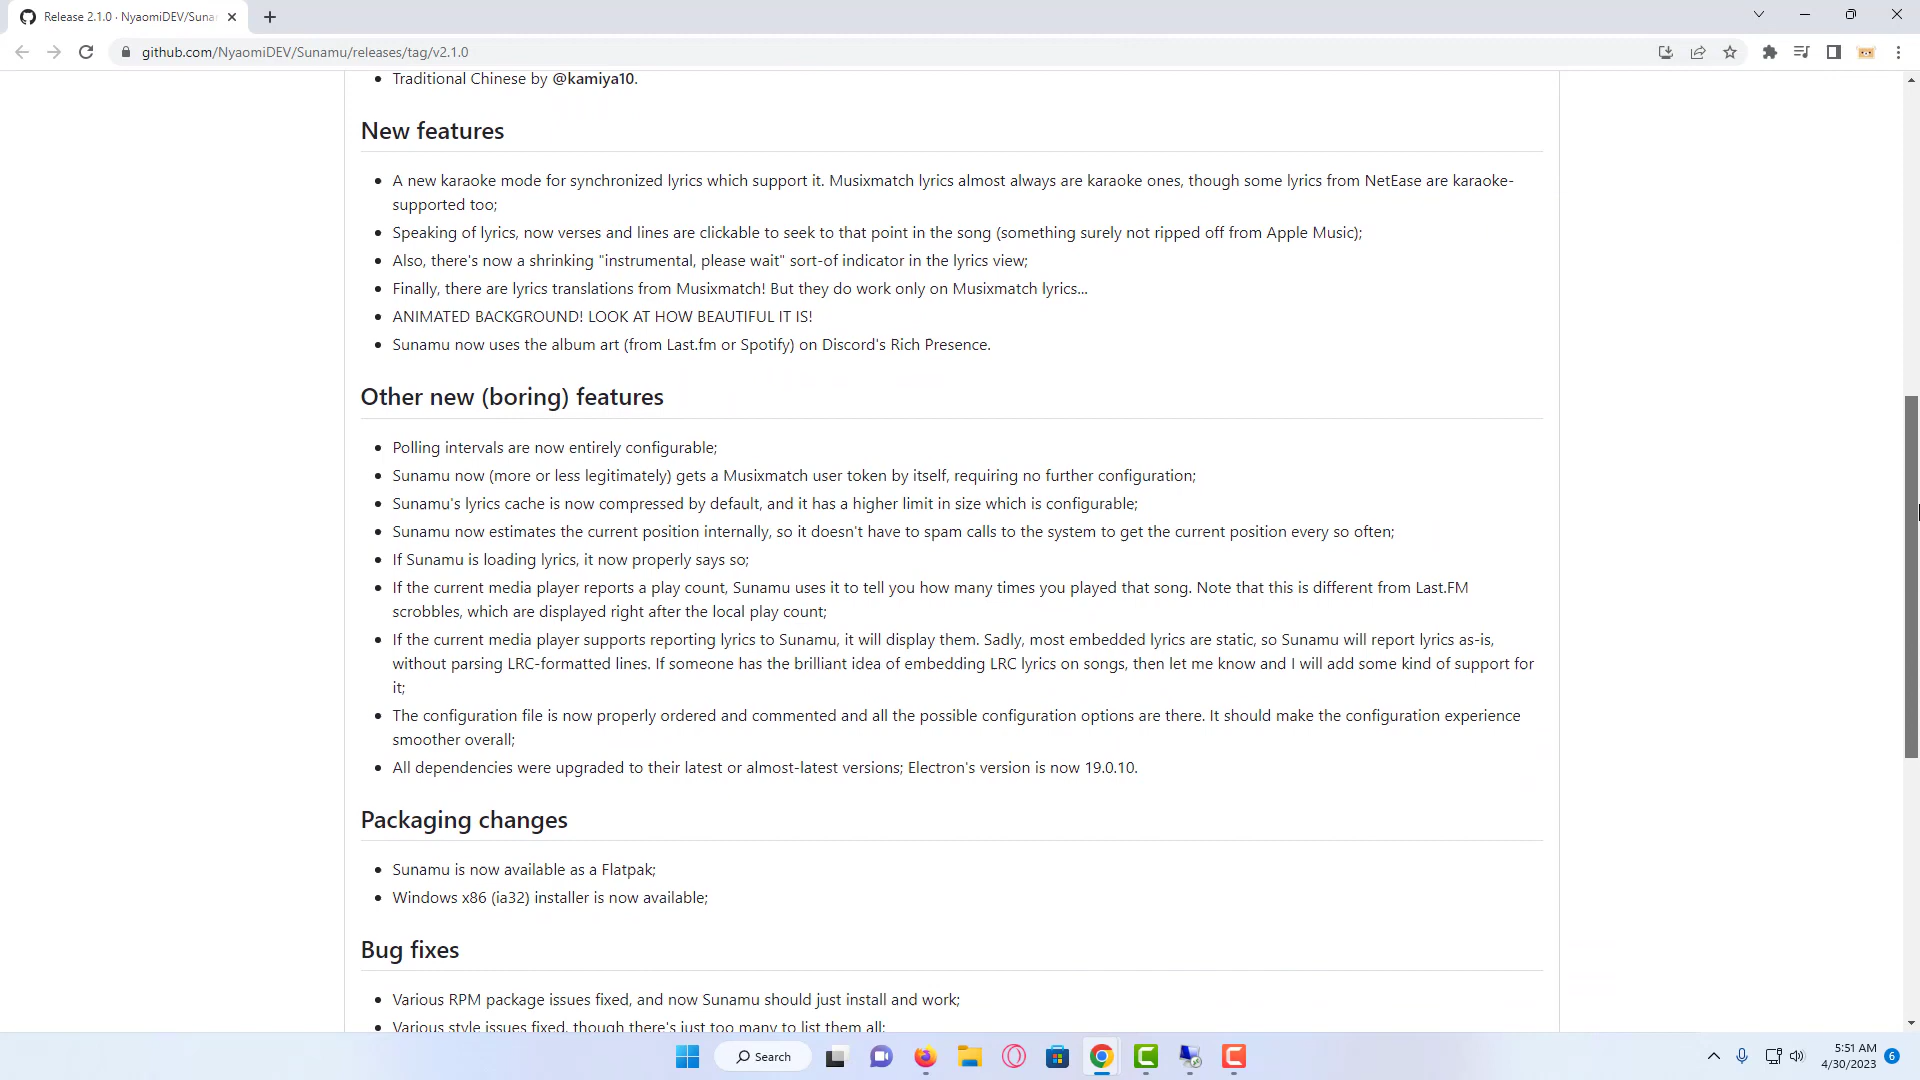 Release 2.1.0 · NyaomiDEV/Suna
github.com/NyaomiDEV/Sunamu/releases/tag/v2.1.0
Traditional Chinese by @kamiya10.
New features
A new karaoke mode for synchronized lyrics which support it. Musixmatch lyrics almost always are karaoke ones, though some lyrics from NetEase are karaoke-
supported too;
Speaking of lyrics, now verses and lines are clickable to seek to that point in the song (something surely not ripped off from Apple Music);
Also, there's now a shrinking "instrumental, please wait" sort-of indicator in the lyrics view;
Finally, there are lyrics translations from Musixmatch! But they do work only on Musixmatch lyrics...
ANIMATED BACKGROUND! LOOK AT HOW BEAUTIFUL IT IS!
Sunamu now uses the album art (from Last.fm or Spotify) on Discord's Rich Presence.
Other new (boring) features
Polling intervals are now entirely configurable;
Sunamu now (more or less legitimately) gets a Musixmatch user token by itself, requiring no further configuration;
Sunamu's lyrics cache is now compressed by default, and it has a higher limit in size which is configurable;
Sunamu now estimates the current position internally, so it doesn't have to spam calls to the system to get the current position every so often;
If Sunamu is loading lyrics, it now properly says so;
If the current media player reports a play count, Sunamu uses it to tell you how many times you played that song. Note that this is different from Last.FM
scrobbles, which are displayed right after the local play count;
If the current media player supports reporting lyrics to Sunamu, it will display them. Sadly, most embedded lyrics are static, so Sunamu will report lyrics as-is,
without parsing LRC-formatted lines. If someone has the brilliant idea of embedding LRC lyrics on songs, then let me know and I will add some kind of support for
it;
The configuration file is now properly ordered and commented and all the possible configuration options are there. It should make the configuration experience
smoother overall;
All dependencies were upgraded to their latest or almost-latest versions; Electron's version is now 19.0.10.
Packaging changes
Sunamu is now available as a Flatpak;
Windows x86 (ia32) installer is now available;
Bug fixes
Various RPM package issues fixed, and now Sunamu should just install and work;
Various style issues fixed, though there's just too many to list them all;
Search
5:51 AM
4/30/2023
6